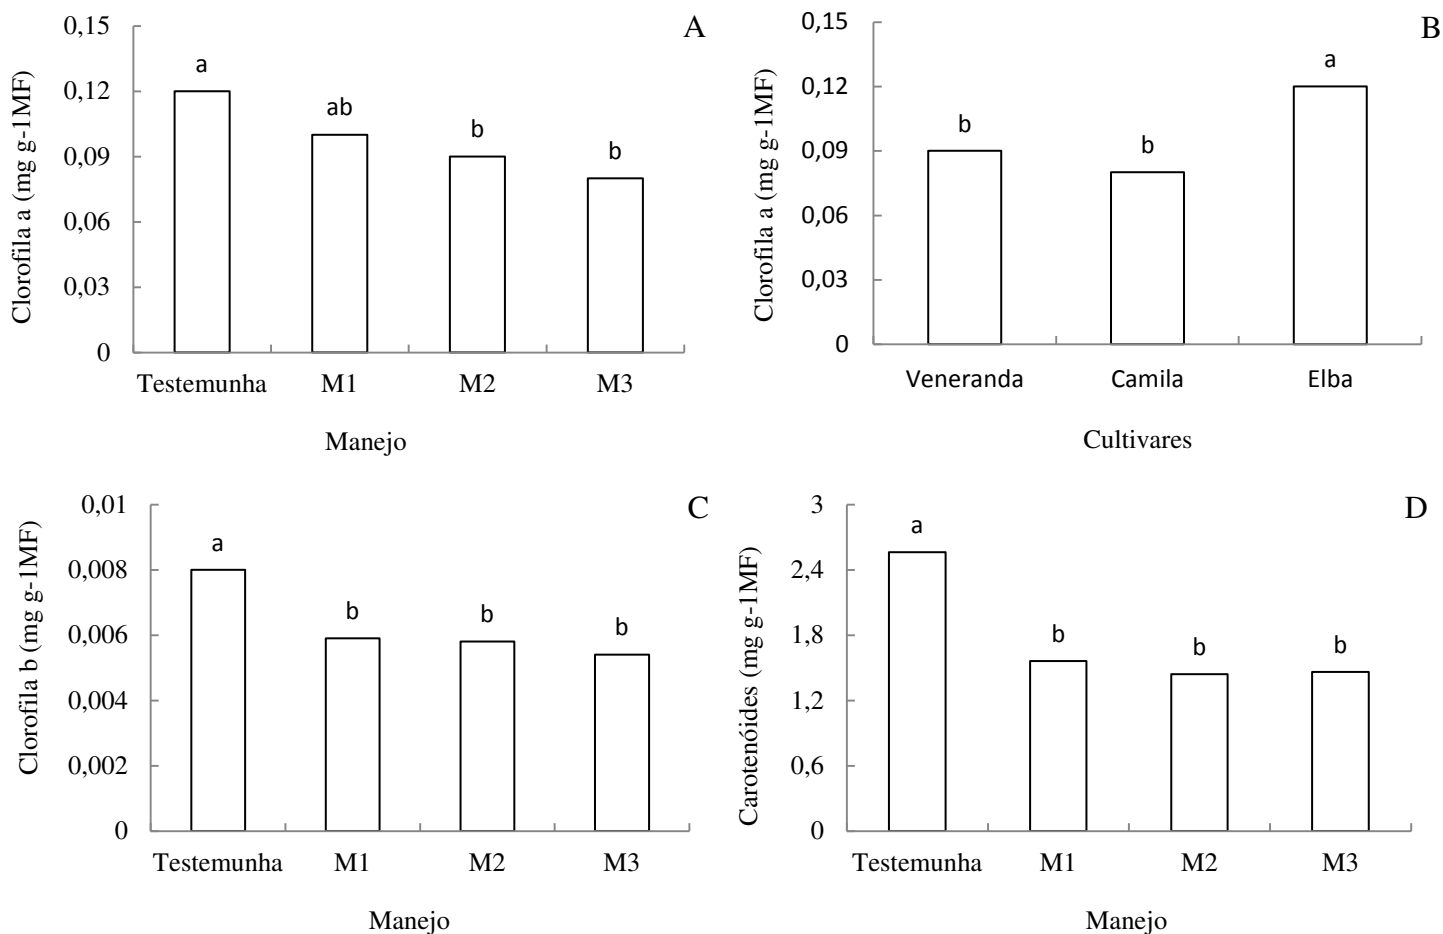 A
Clorofila a (mg g-1MF)
0,15
0,12
0,09
0,06
0,03
0
a
ab
b
b
Testemunha M1 M2 M3
Manejo
B
Clorofila a (mg g-1MF)
0,15
0,12
0,09
0,06
0,03
0
b
b
a
Veneranda Camila Elba
Cultivares
C
Clorofila b (mg g-1MF)
0,01
0,008
0,006
0,004
0,002
0
a
b
b
b
Testemunha M1 M2 M3
Manejo
D
Carotenóides (mg g-1MF)
3
2,4
1,8
1,2
0,6
0
a
b
b
b
Testemunha M1 M2 M3
Manejo